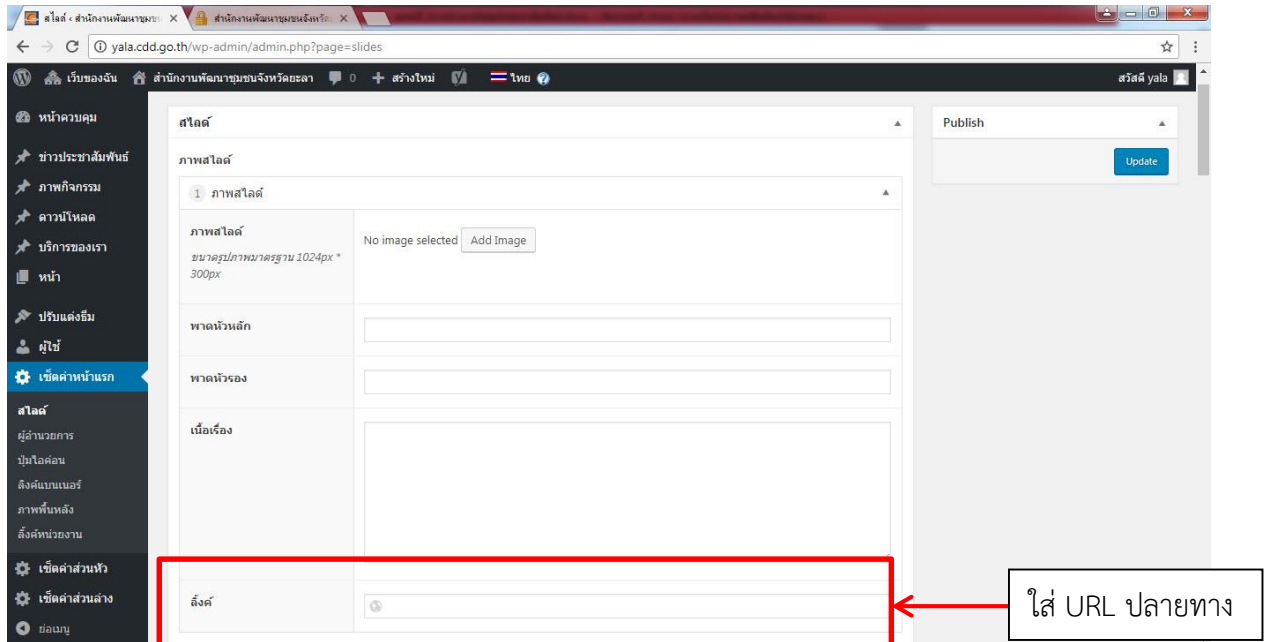 สไลด์ ‹ สำนักงานพัฒนาชุมช
สำนักงานพัฒนาชุมชนจังหวัด
yala.cdd.go.th/wp-admin/admin.php?page=slides
เว็บของฉัน สำนักงานพัฒนาชุมชนจังหวัดยะลา 0 สร้างใหม่ ไทย
สวัสดี yala
หน้าควบคุม
ข่าวประชาสัมพันธ์
ภาพกิจกรรม
ดาวน์โหลด
บริการของเรา
หน้า
ปรับแต่งธีม
ผู้ใช้
เซ็ตค่าหน้าแรก
สไลด์
ผู้อำนวยการ
ปุ่มไอค่อน
ลิงค์แบนเนอร์
ภาพพื้นหลัง
ลิ้งค์หน่วยงาน
เซ็ตค่าส่วนหัว
เซ็ตค่าส่วนล่าง
ย่อเมนู
สไลด์
ภาพสไลด์
1 ภาพสไลด์
ภาพสไลด์
ขนาดรูปภาพมาตรฐาน 1024px *
300px
No image selected Add Image
พาดหัวหลัก
พาดหัวรอง
เนื้อเรื่อง
ลิ้งค์
Publish
Update
ใส่ URL ปลายทาง